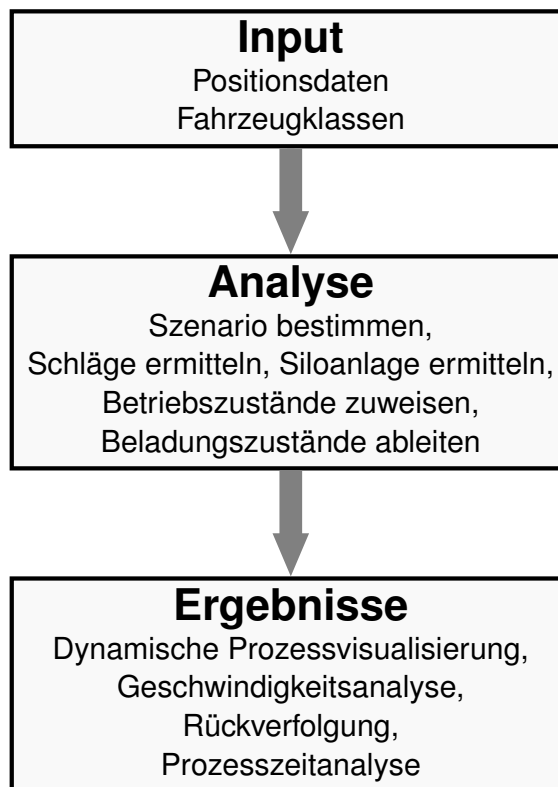 Input
Positionsdaten
Fahrzeugklassen
Analyse
Szenario bestimmen,
Schläge ermitteln, Siloanlage ermitteln,
Betriebszustände zuweisen,
Beladungszustände ableiten
Ergebnisse
Dynamische Prozessvisualisierung,
Geschwindigkeitsanalyse,
Rückverfolgung,
Prozesszeitanalyse